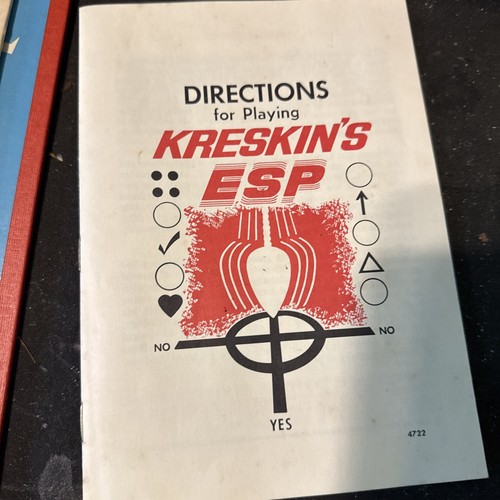 DIRECTIONS
for Playing
KRESKIN'S
ESP
NO
NO
YES
4722